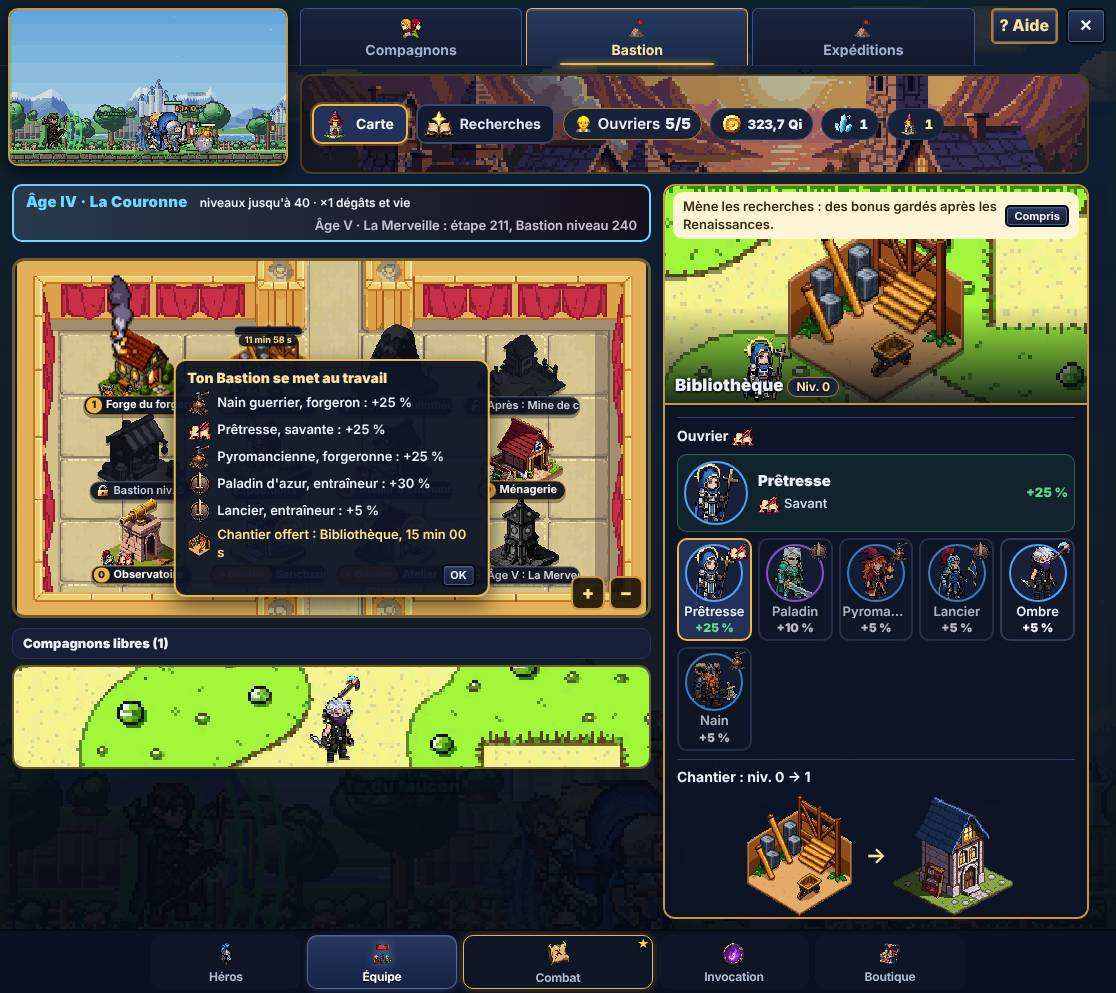 Compagnons
Bastion
Expéditions
? Aide
×
Carte
Recherches
Ouvriers 5/5
323,7 Qi
1
1
Âge IV · La Couronne niveaux jusqu'à 40 · ×1 dégâts et vie
Âge V · La Merveille : étape 211, Bastion niveau 240
11 min 58 s
1 Forge du forg
Après : Mine de c
Bastion niv
Ménagerie
0 Observatoi
Âge V : La Merve
Ton Bastion se met au travail
Nain guerrier, forgeron : +25 %
Prêtresse, savante : +25 %
Pyromancienne, forgeronne : +25 %
Paladin d'azur, entraîneur : +30 %
Lancier, entraîneur : +5 %
Chantier offert : Bibliothèque, 15 min 00
s
OK
+
−
Compagnons libres (1)
Mène les recherches : des bonus gardés après les
Renaissances.
Compris
Bibliothèque Niv. 0
Ouvrier
Prêtresse
Savant
+25 %
Prêtresse
+25 %
Paladin
+10 %
Pyroma...
+5 %
Lancier
+5 %
Ombre
+5 %
Nain
+5 %
Chantier : niv. 0 → 1
→
Héros
Équipe
Combat
Invocation
Boutique